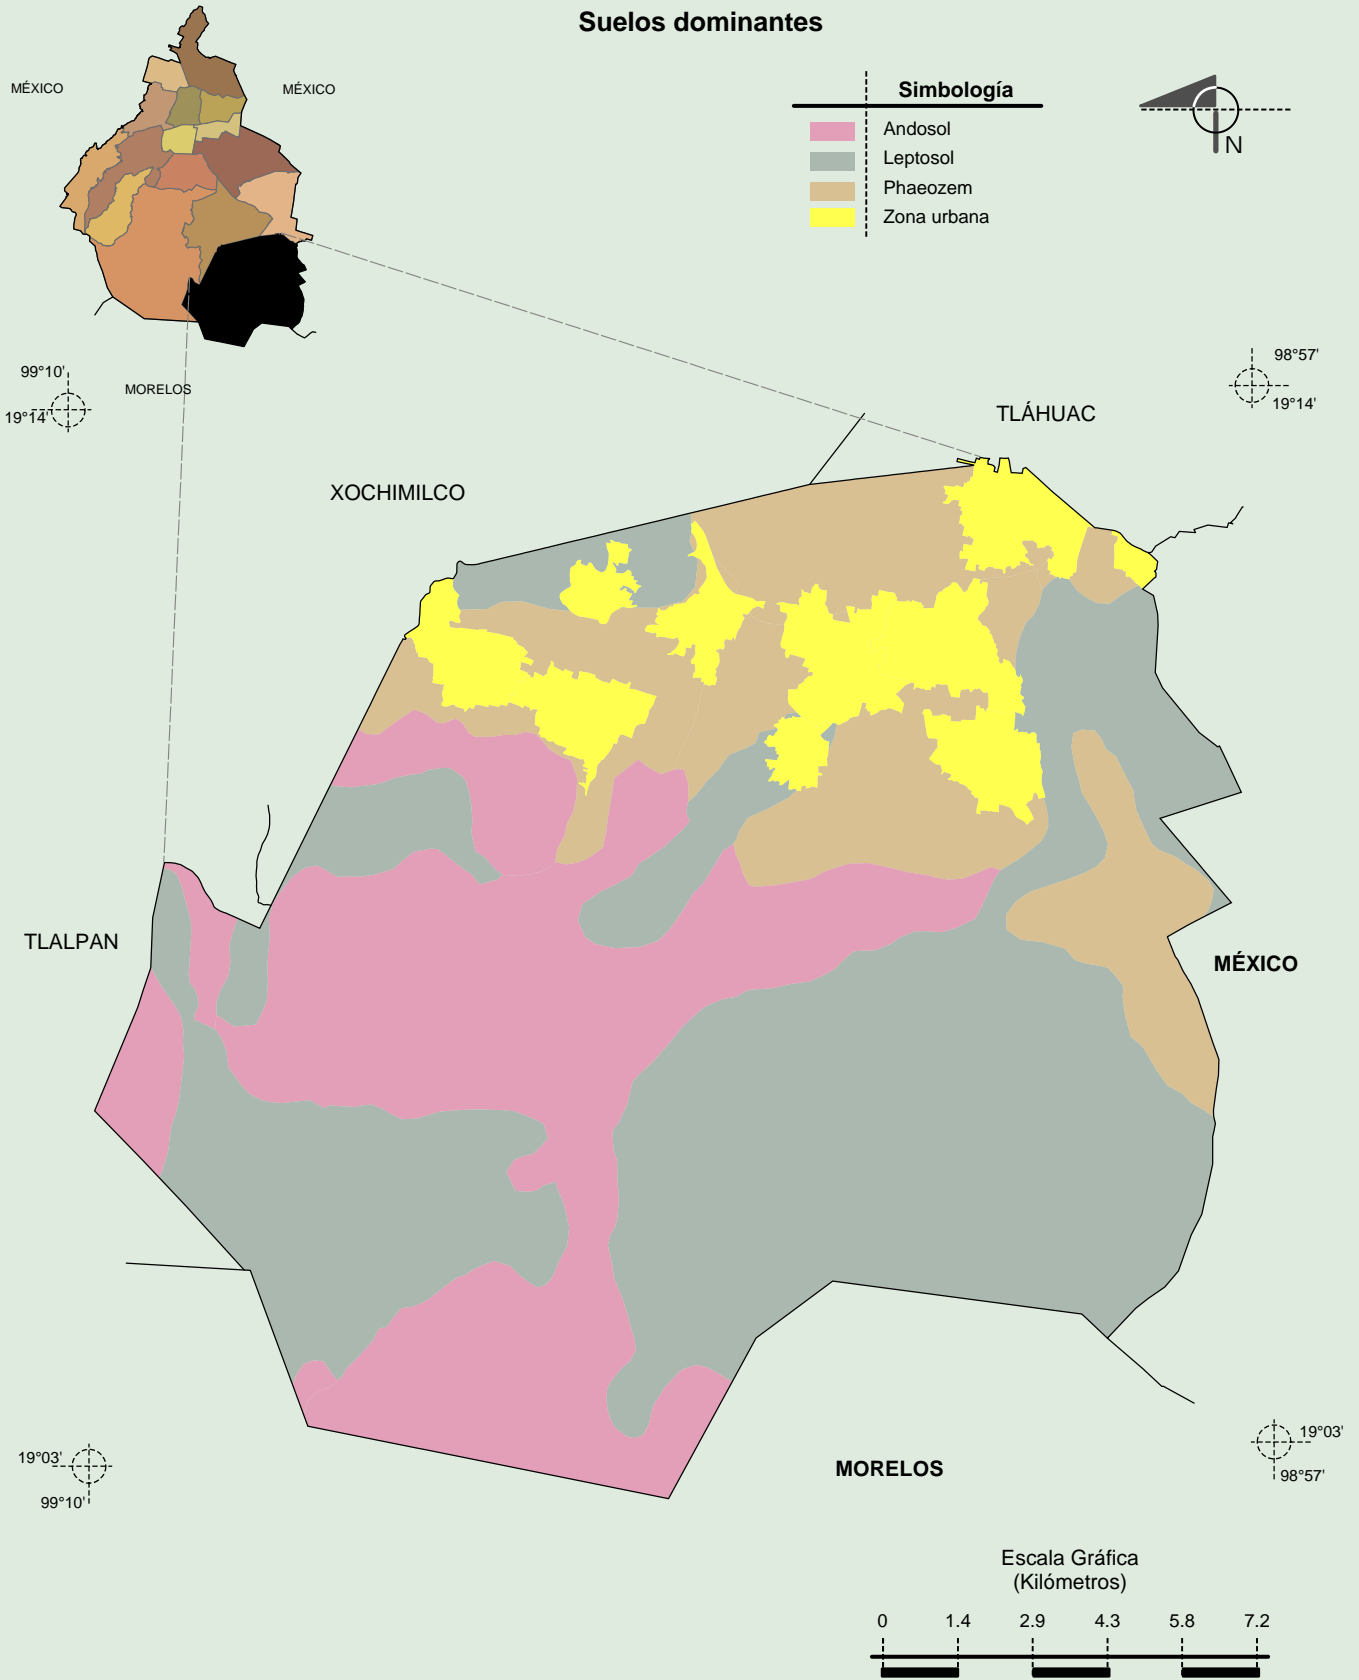 Suelos dominantes
MÉXICO
MÉXICO
Simbología
Andosol
Leptosol
Phaeozem
Zona urbana
N
99°10'
19°14'
MORELOS
98°57'
19°14'
TLÁHUAC
XOCHIMILCO
TLALPAN
MÉXICO
19°03'
99°10'
MORELOS
19°03'
98°57'
Escala Gráfica
(Kilómetros)
0 1.4 2.9 4.3 5.8 7.2